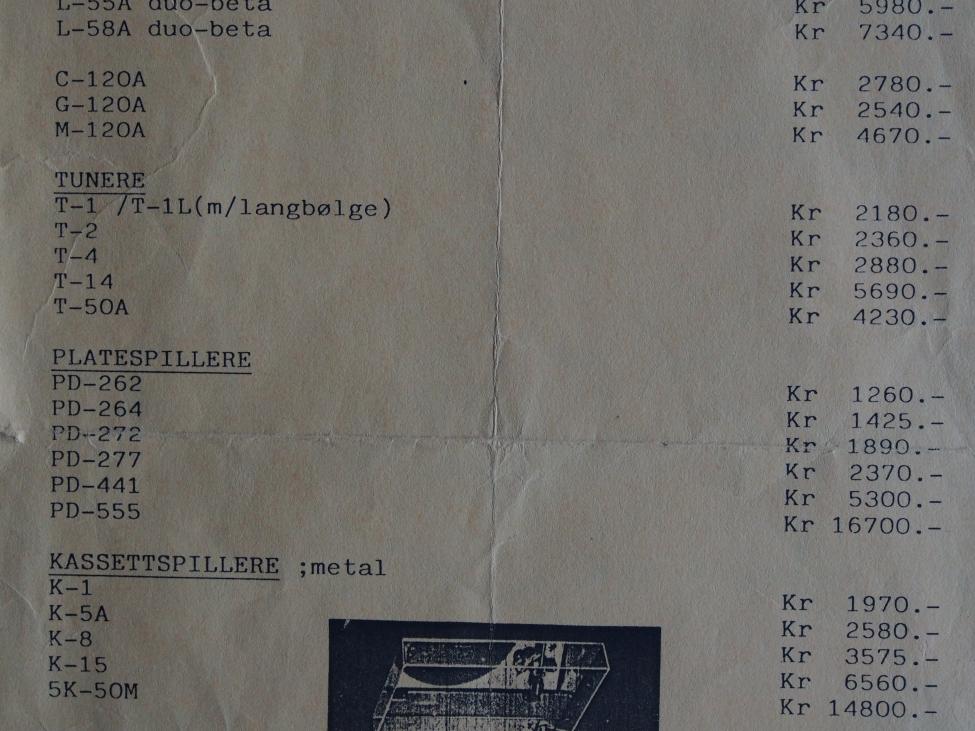 L-55A duo-beta Kr 5980.-
L-58A duo-beta Kr 7340.-
C-120A Kr 2780.-
G-120A Kr 2540.-
M-120A Kr 4670.-
TUNERE
T-1 /T-1L(m/langbølge) Kr 2180.-
T-2 Kr 2360.-
T-4 Kr 2880.-
T-14 Kr 5690.-
T-50A Kr 4230.-
PLATESPILLERE
PD-262 Kr 1260.-
PD-264 Kr 1425.-
PD-272 Kr 1890.-
PD-277 Kr 2370.-
PD-441 Kr 5300.-
PD-555 Kr 16700.-
KASSETTSPILLERE ;metal
K-1 Kr 1970.-
K-5A Kr 2580.-
K-8 Kr 3575.-
K-15 Kr 6560.-
5K-50M Kr 14800.-